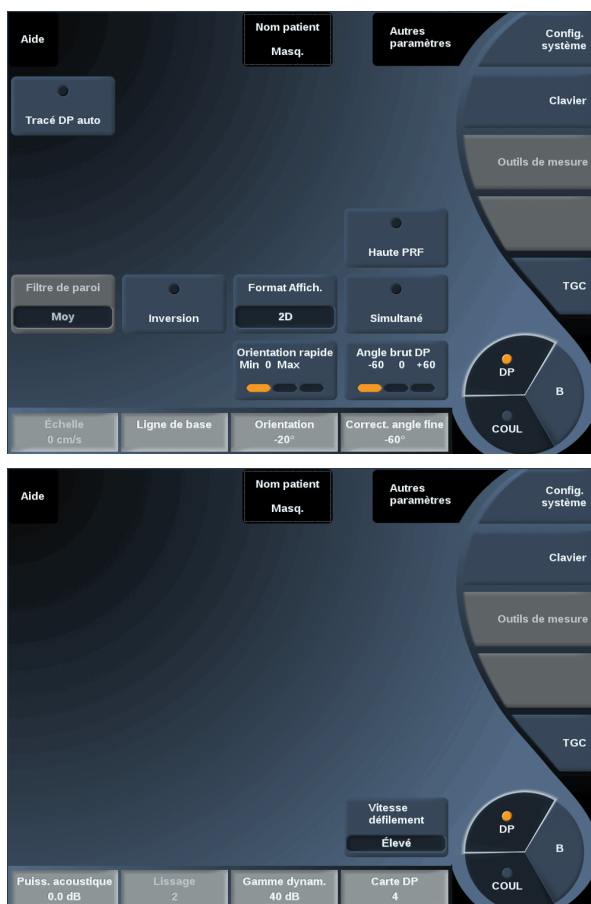 Aide
Nom patient
Masq.
Autres
paramètres
Config.
système
Tracé DP auto
Clavier
Outils de mesure
Haute PRF
TGC
Filtre de paroi
Moy
Inversion
Format Affich.
2D
Simultané
Orientation rapide
Min 0 Max
Angle brut DP
-60 0 +60
DP
B
COUL
Échelle
0 cm/s
Ligne de base
Orientation
-20°
Correct. angle fine
-60°
Aide
Nom patient
Masq.
Autres
paramètres
Config.
système
Clavier
Outils de mesure
TGC
Vitesse
défilement
Élevé
DP
B
COUL
Puiss. acoustique
0.0 dB
Lissage
2
Gamme dynam.
40 dB
Carte DP
4